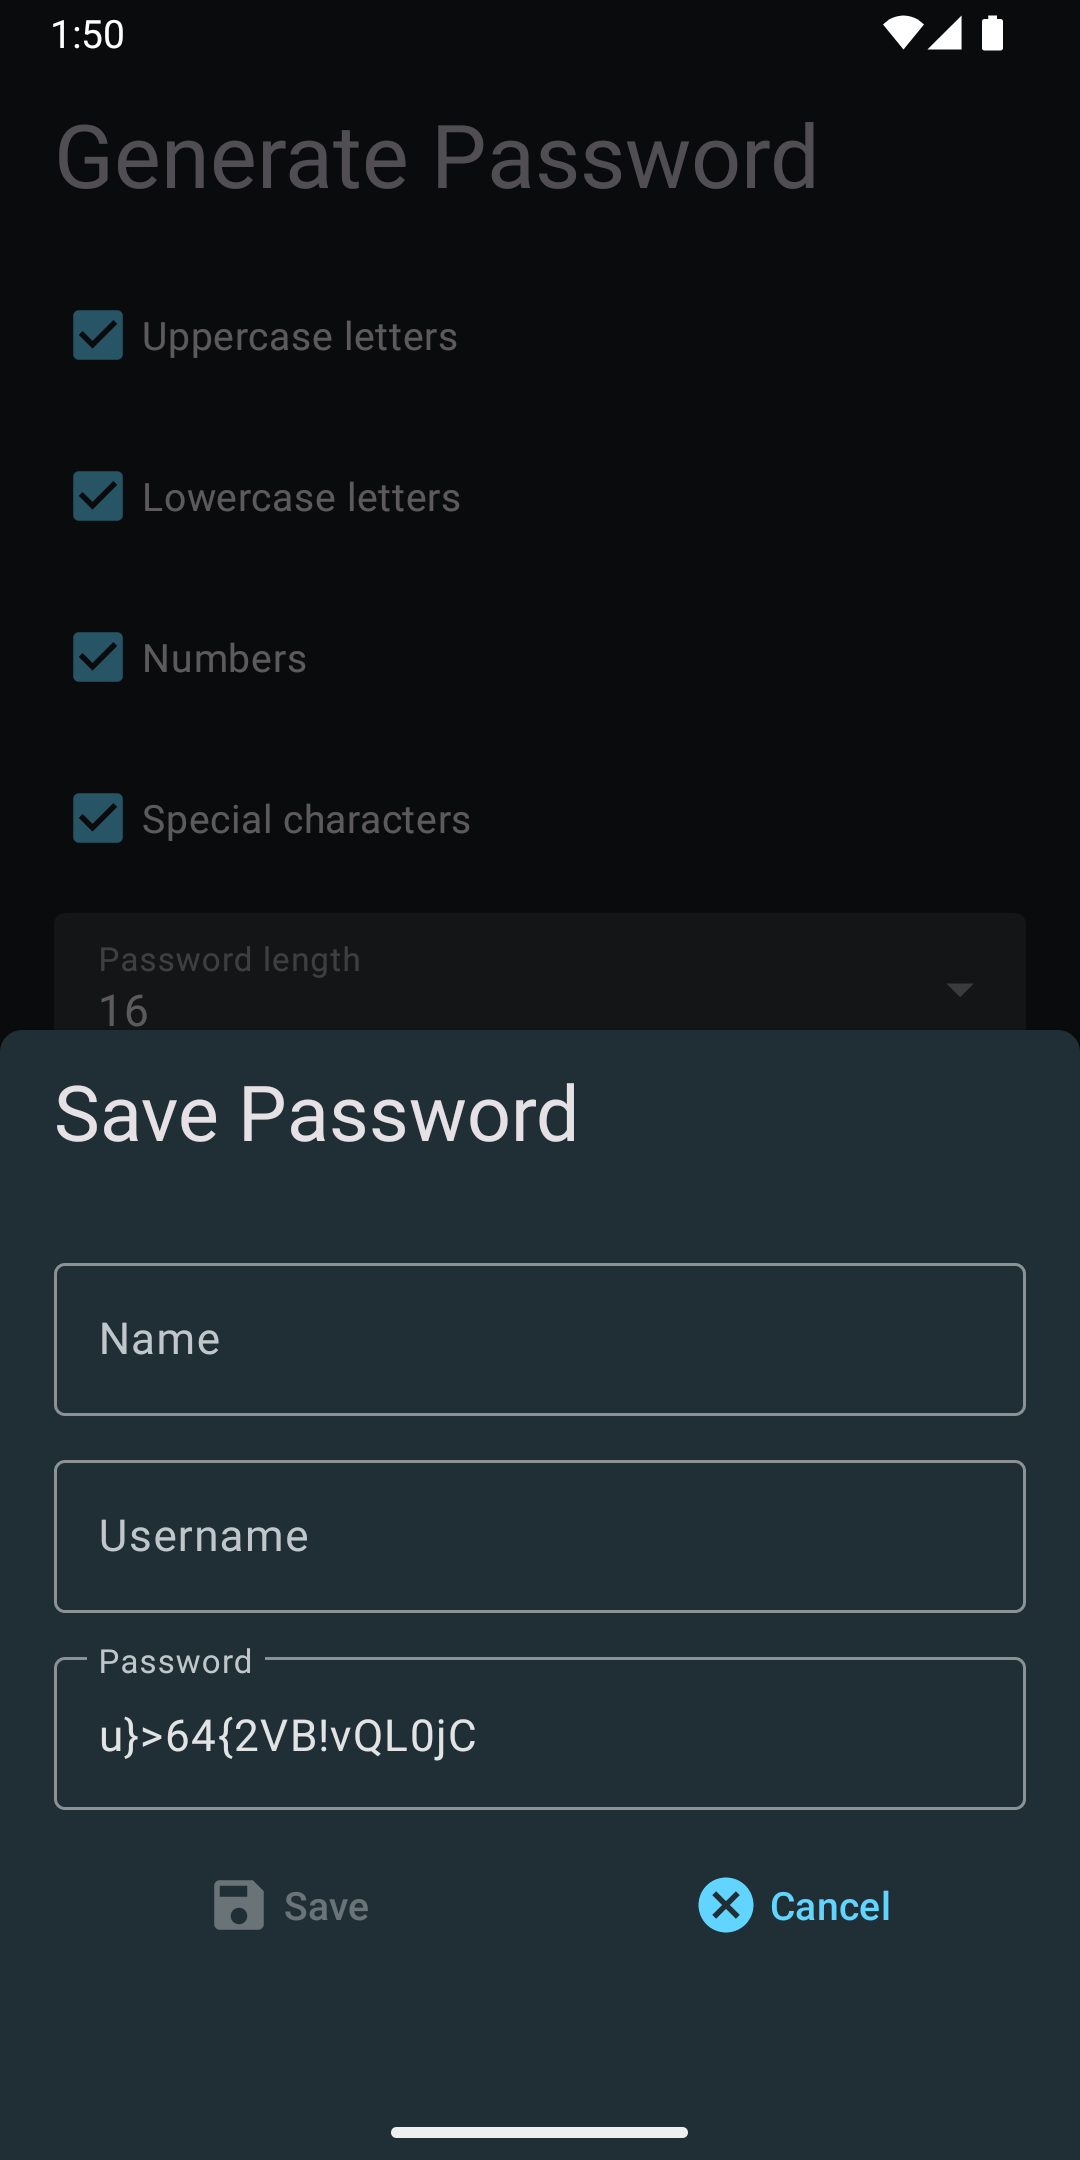 1:50
Generate Password
Uppercase letters
Lowercase letters
Numbers
Special characters
Password length
16
Save Password
Name
Username
Password
u}>64{2VB!vQL0jC
Save
Cancel